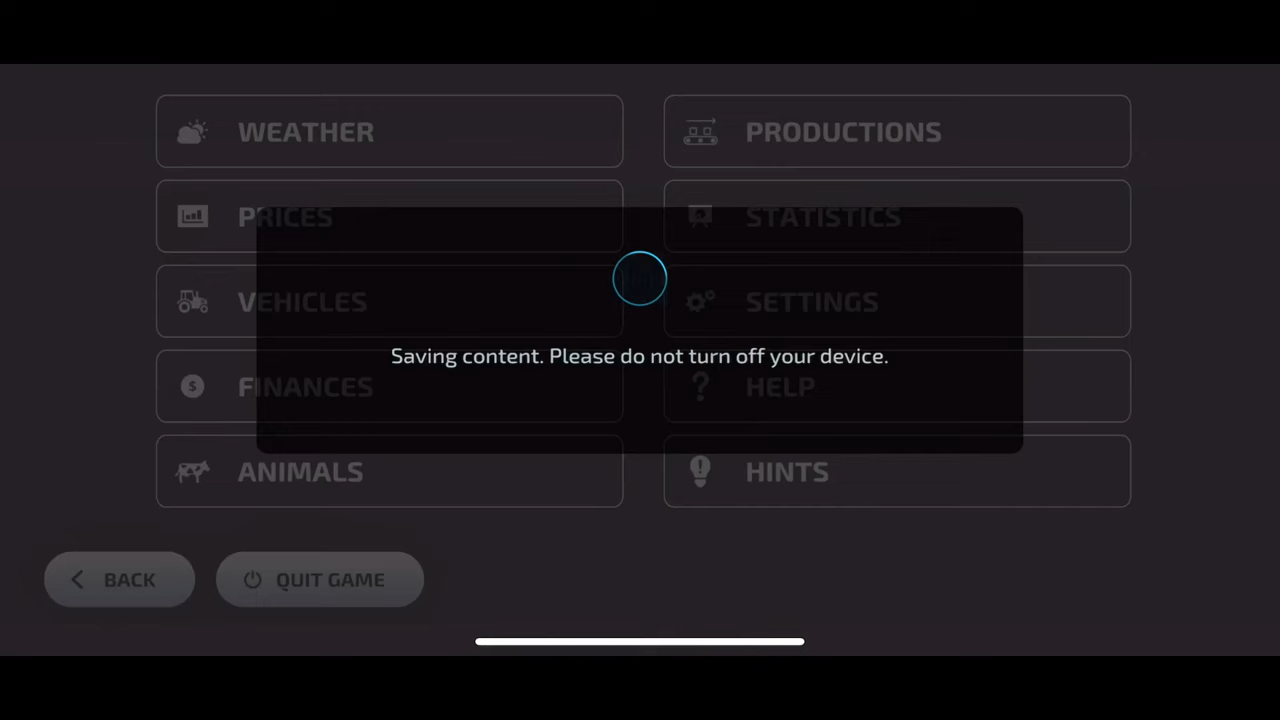 WEATHER
PRODUCTIONS
PRICES
STATISTICS
VEHICLES
SETTINGS
Saving content. Please do not turn off your device.
FINANCES
HELP
ANIMALS
HINTS
BACK
QUIT GAME